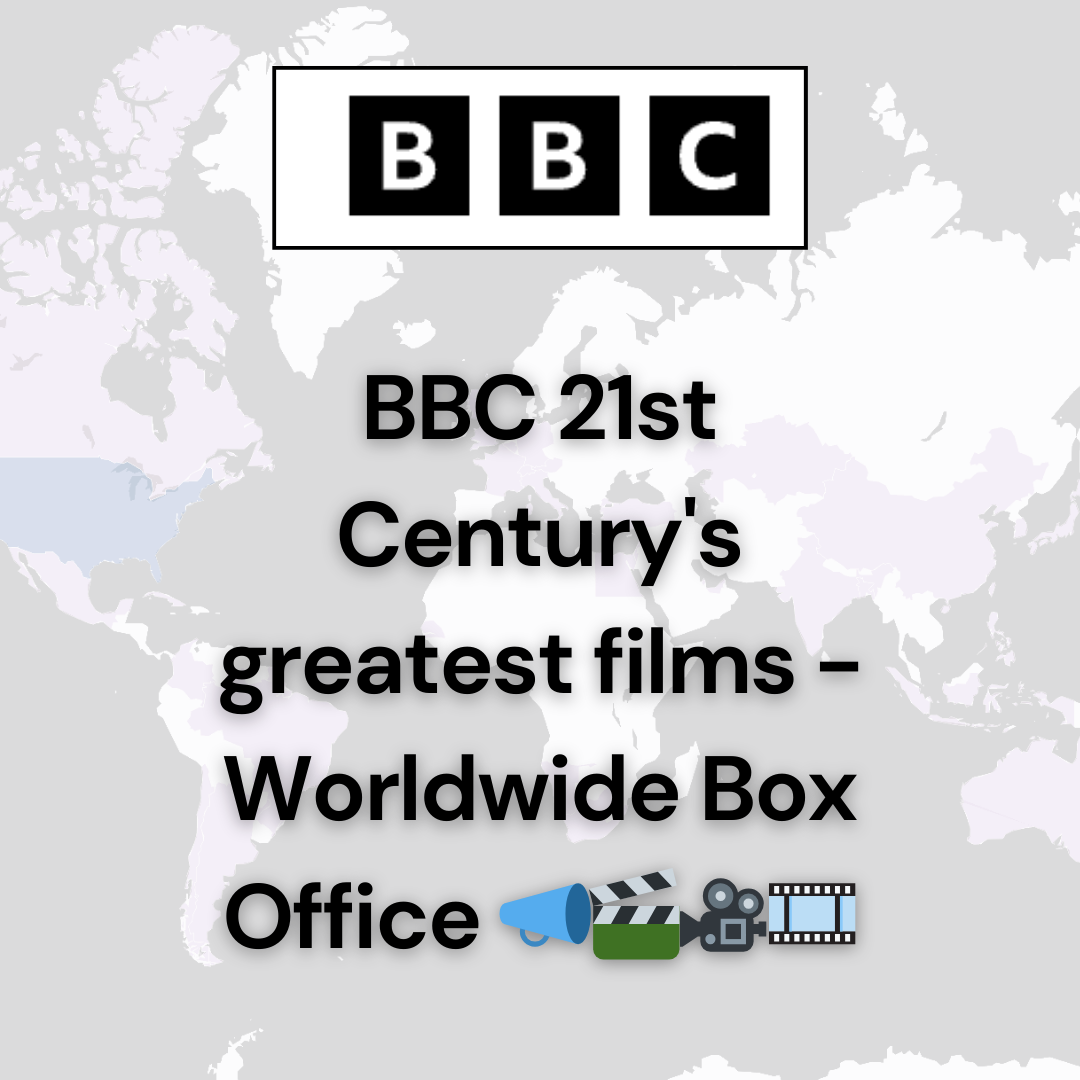 BBC
BBC 21st
Century's
greatest films –
Worldwide Box
Office